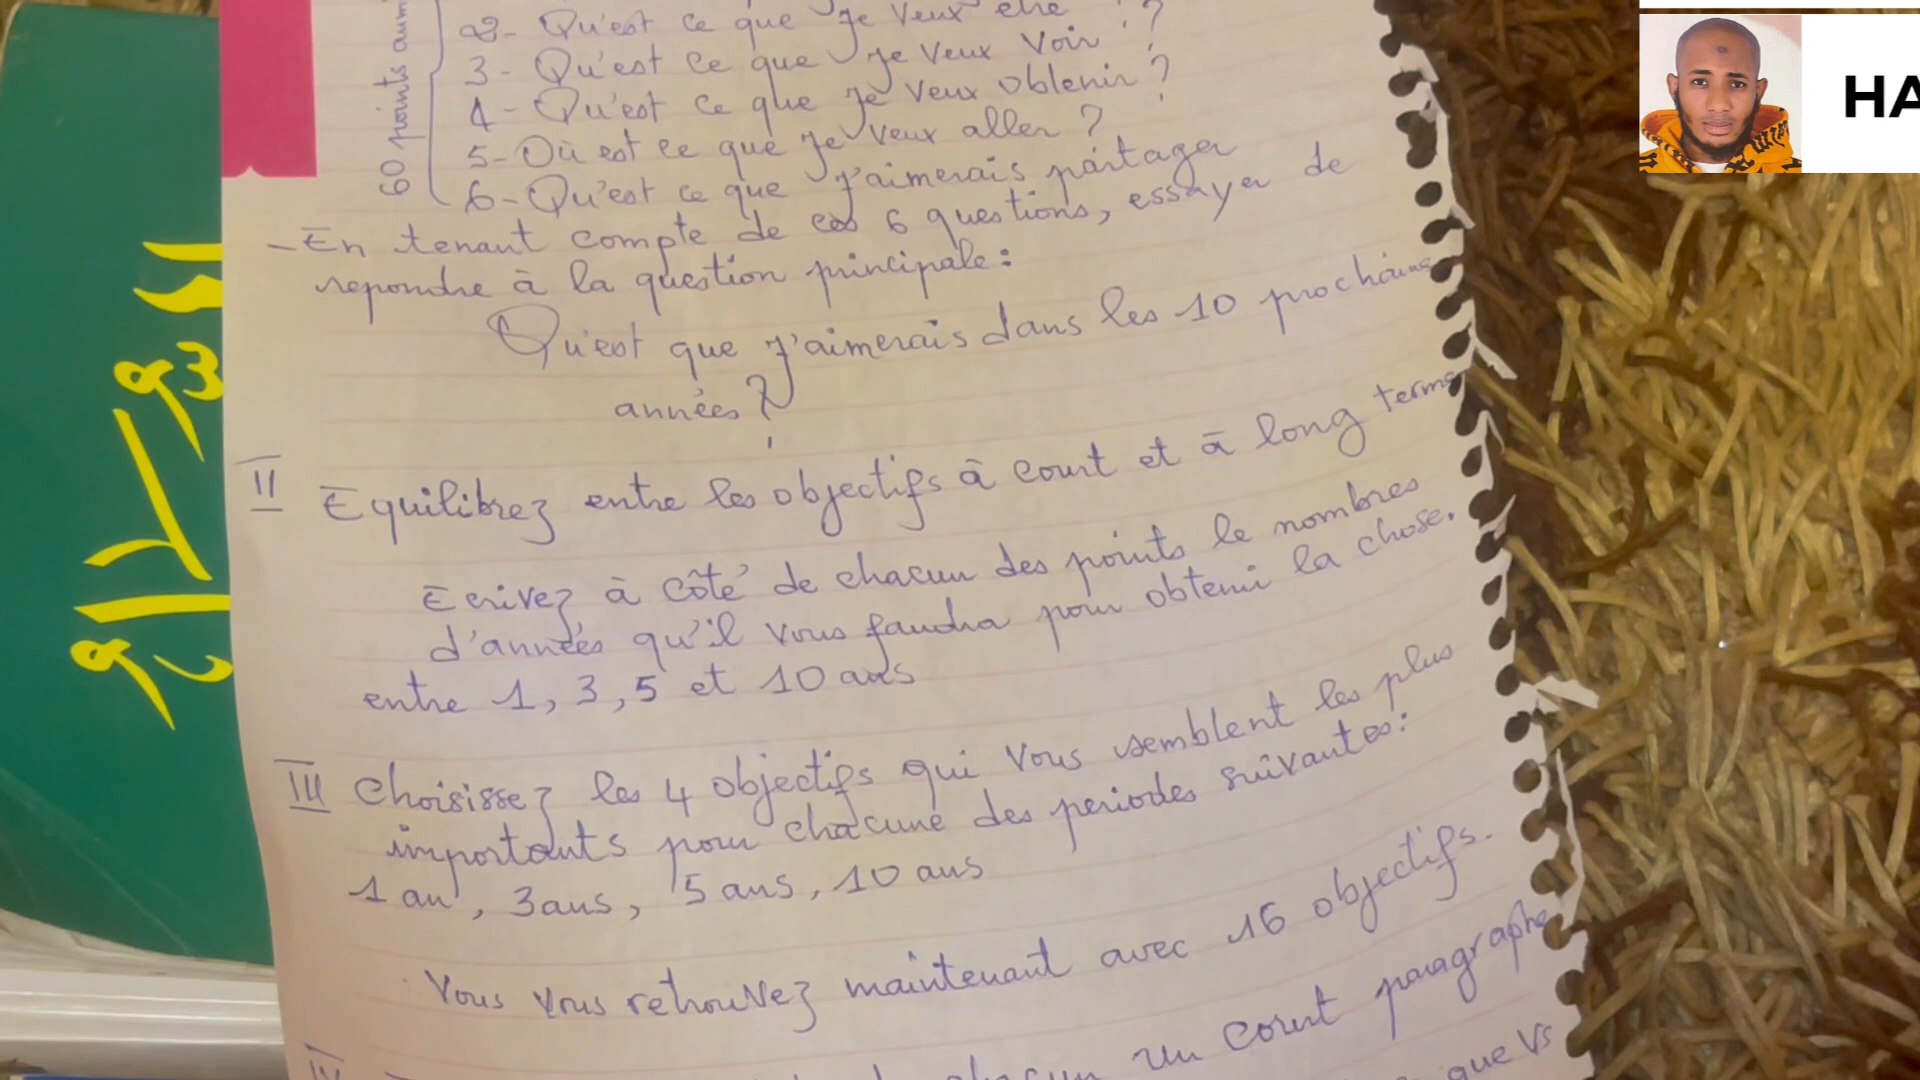 60 points
2- Qu'est ce que Je veux être ?
3- Qu'est ce que Je veux voir ?
4- Qu'est ce que Je veux obtenir ?
5- Où est ce que Je veux aller ?
6- Qu'est ce que J'aimerais partager
- En tenant compte de ces 6 questions, essayer de
repondre à la question principale :
Qu'est que J'aimerais dans les 10 prochaines
années ?
II Equilibrez entre les objectifs à court et à long terme
Ecrivez à côté de chacun des points le nombres
d'années qu'il vous faudra pour obtenir la chose.
entre 1, 3, 5 et 10 ans
III Choisissez les 4 objectifs qui vous semblent les plus
importants pour chacune des periodes suivantes :
1 an, 3ans, 5 ans, 10 ans
Vous vous retrouvez maintenant avec 16 objectifs.
IV chacun un court paragraphe
que vs
HA